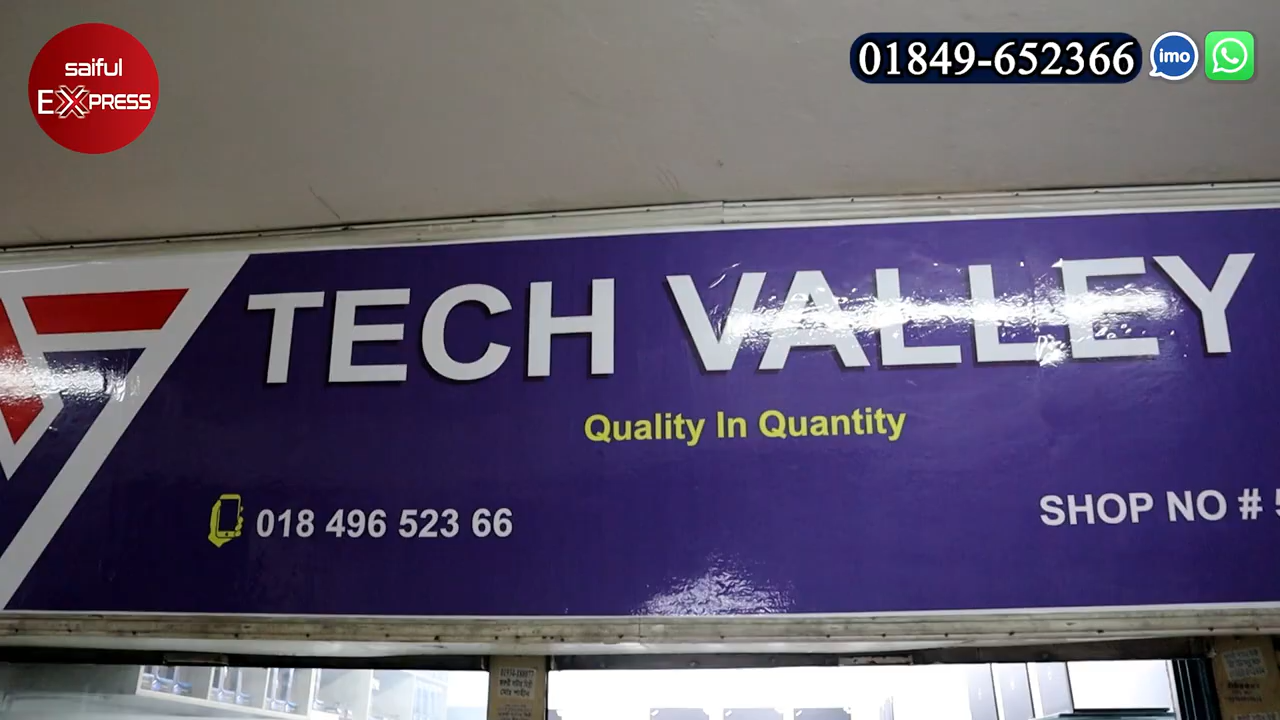 saiful
EXPRESS
01849-652366
imo
TECH VALLEY
Quality In Quantity
018 496 523 66
SHOP NO #